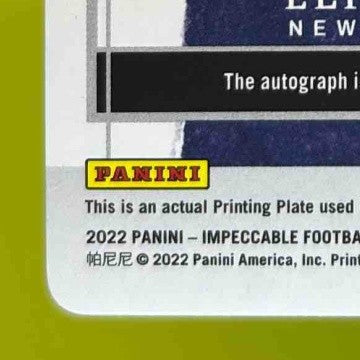 NEW
The autograph i
PANINI
This is an actual Printing Plate used
2022 PANINI – IMPECCABLE FOOTBA
帕尼尼 © 2022 Panini America, Inc. Print